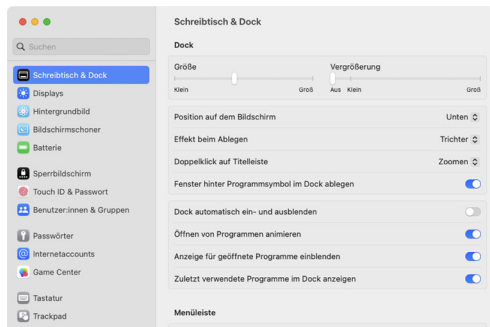 Schreibtisch & Dock
Suchen
Dock
Größe
Vergrößerung
Klein
Groß
Aus
Klein
Groß
Schreibtisch & Dock
Displays
Hintergrundbild
Bildschirmschoner
Batterie
Sperrbildschirm
Touch ID & Passwort
Benutzer:innen & Gruppen
Passwörter
Internetaccounts
Game Center
Tastatur
Trackpad
Position auf dem Bildschirm
Unten
Effekt beim Ablegen
Trichter
Doppelklick auf Titelleiste
Zoomen
Fenster hinter Programmsymbol im Dock ablegen
Dock automatisch ein- und ausblenden
Öffnen von Programmen animieren
Anzeige für geöffnete Programme einblenden
Zuletzt verwendete Programme im Dock anzeigen
Menüleiste